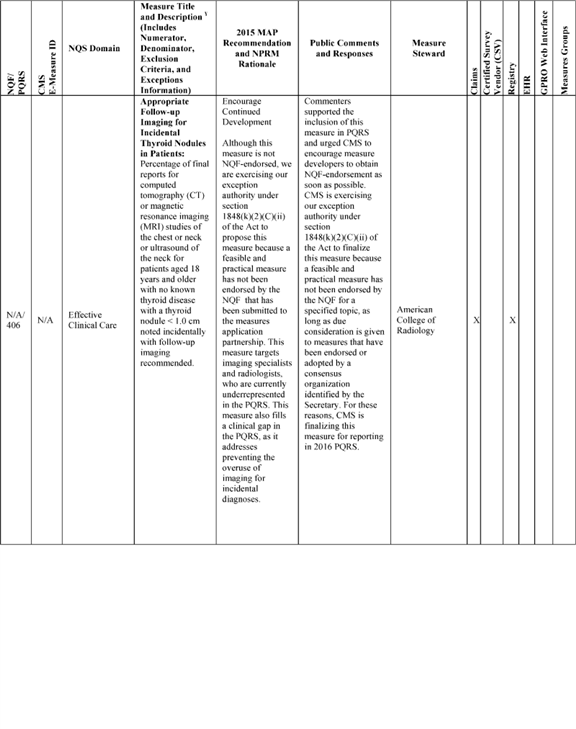 NQF/
PQRS
CMS
E-Measure ID
NQS Domain
Measure Title
and Description ¥
(Includes
Numerator,
Denominator,
Exclusion
Criteria, and
Exceptions
Information)
2015 MAP
Recommendation
and NPRM
Rationale
Public Comments
and Responses
Measure
Steward
Claims
Certified Survey
Vendor (CSV)
Registry
EHR
GPRO Web Interface
Measures Groups
N/A/
406
N/A
Effective
Clinical Care
Appropriate
Follow-up
Imaging for
Incidental
Thyroid Nodules
in Patients:
Percentage of final
reports for
computed
tomography (CT)
or magnetic
resonance imaging
(MRI) studies of
the chest or neck
or ultrasound of
the neck for
patients aged 18
years and older
with no known
thyroid disease
with a thyroid
nodule < 1.0 cm
noted incidentally
with follow-up
imaging
recommended.
Encourage
Continued
Development
Although this
measure is not
NQF-endorsed, we
are exercising our
exception
authority under
section
1848(k)(2)(C)(ii)
of the Act to
propose this
measure because a
feasible and
practical measure
has not been
endorsed by the
NQF that has
been submitted to
the measures
application
partnership. This
measure targets
imaging specialists
and radiologists,
who are currently
underrepresented
in the PQRS. This
measure also fills
a clinical gap in
the PQRS, as it
addresses
preventing the
overuse of
imaging for
incidental
diagnoses.
Commenters
supported the
inclusion of this
measure in PQRS
and urged CMS to
encourage measure
developers to obtain
NQF-endorsement as
soon as possible.
CMS is exercising
our exception
authority under
section
1848(k)(2)(C)(ii) of
the Act to finalize
this measure because
a feasible and
practical measure has
not been endorsed by
the NQF for a
specified topic, as
long as due
consideration is given
to measures that have
been endorsed or
adopted by a
consensus
organization
identified by the
Secretary. For these
reasons, CMS is
finalizing this
measure for reporting
in 2016 PQRS.
American
College of
Radiology
X
X